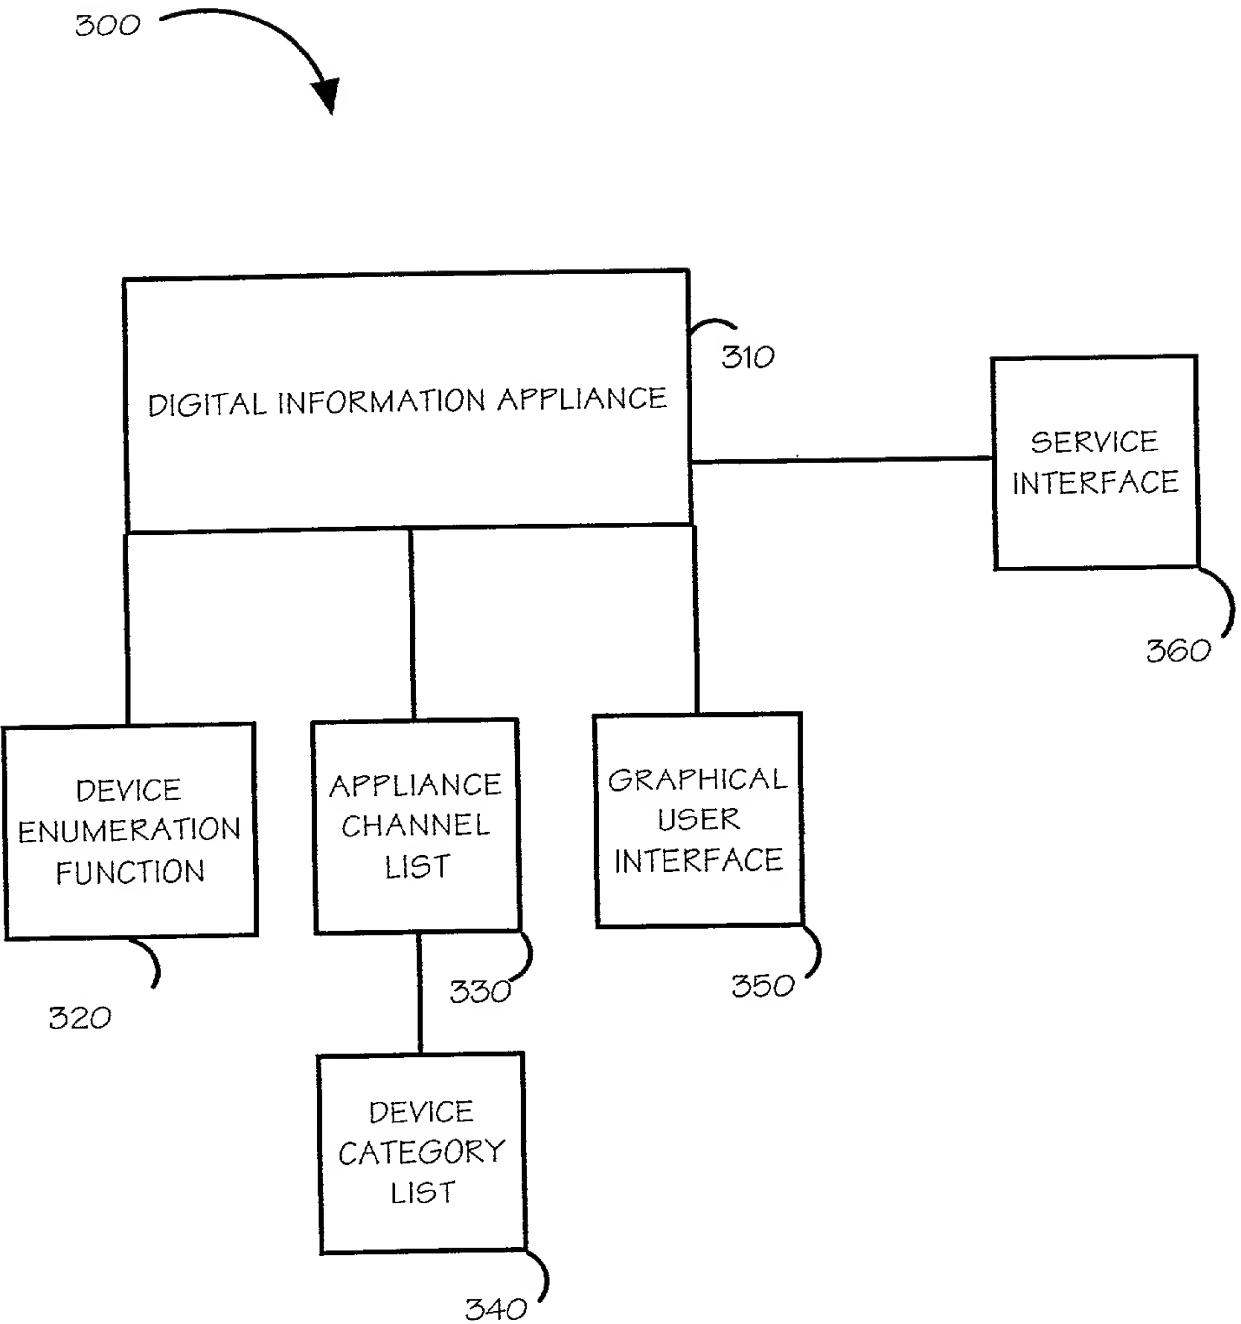 300
DIGITAL INFORMATION APPLIANCE
310
SERVICE
INTERFACE
360
DEVICE
ENUMERATION
FUNCTION
320
APPLIANCE
CHANNEL
LIST
330
GRAPHICAL
USER
INTERFACE
350
DEVICE
CATEGORY
LIST
340